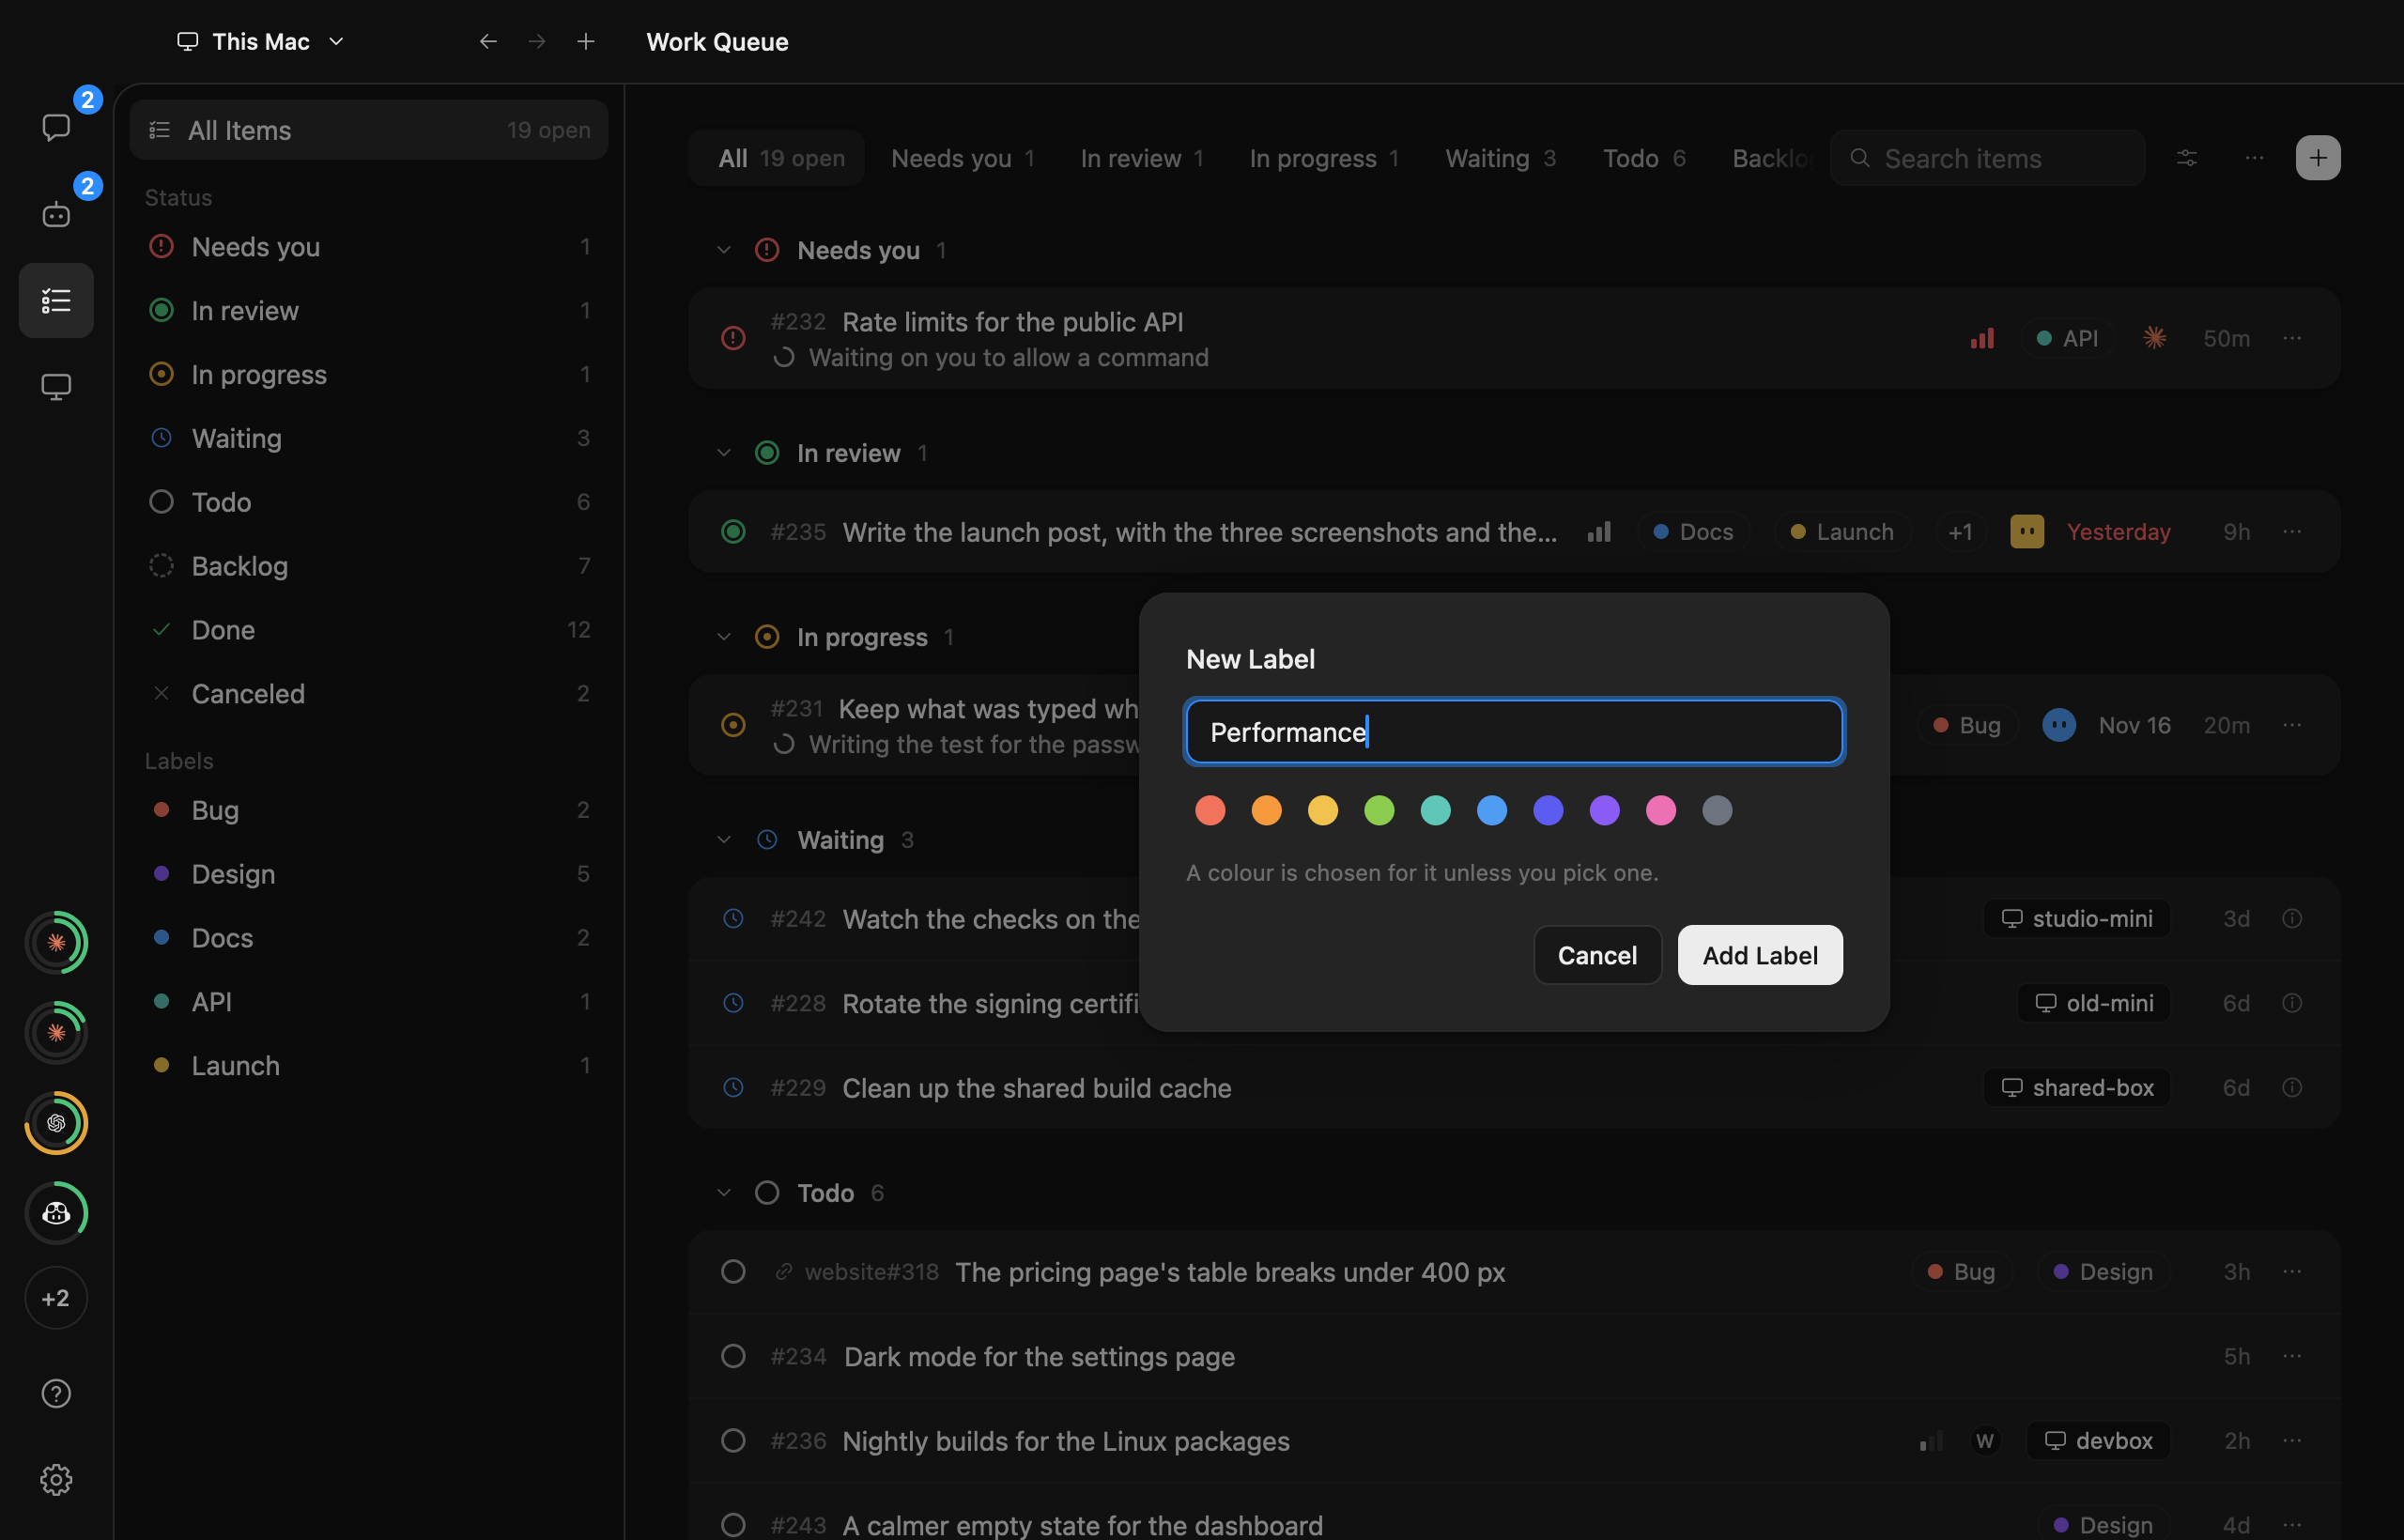 This Mac
Work Queue
2
2
+2
All Items 19 open
Status
Needs you 1
In review 1
In progress 1
Waiting 3
Todo 6
Backlog 7
Done 12
Canceled 2
Labels
Bug 2
Design 5
Docs 2
API 1
Launch 1
All 19 open Needs you 1 In review 1 In progress 1 Waiting 3 Todo 6 Backlo
Search items
Needs you 1
#232 Rate limits for the public API API 50m
Waiting on you to allow a command
In review 1
#235 Write the launch post, with the three screenshots and the... Docs Launch +1 Yesterday 9h
In progress 1
#231 Keep what was typed wh Bug Nov 16 20m
Writing the test for the passw
Waiting 3
#242 Watch the checks on the studio-mini 3d
#228 Rotate the signing certifi old-mini 6d
#229 Clean up the shared build cache shared-box 6d
Todo 6
website#318 The pricing page's table breaks under 400 px Bug Design 3h
#234 Dark mode for the settings page 5h
#236 Nightly builds for the Linux packages W devbox 2h
#243 A calmer empty state for the dashboard Design 4d
New Label
Performance
A colour is chosen for it unless you pick one.
Cancel Add Label